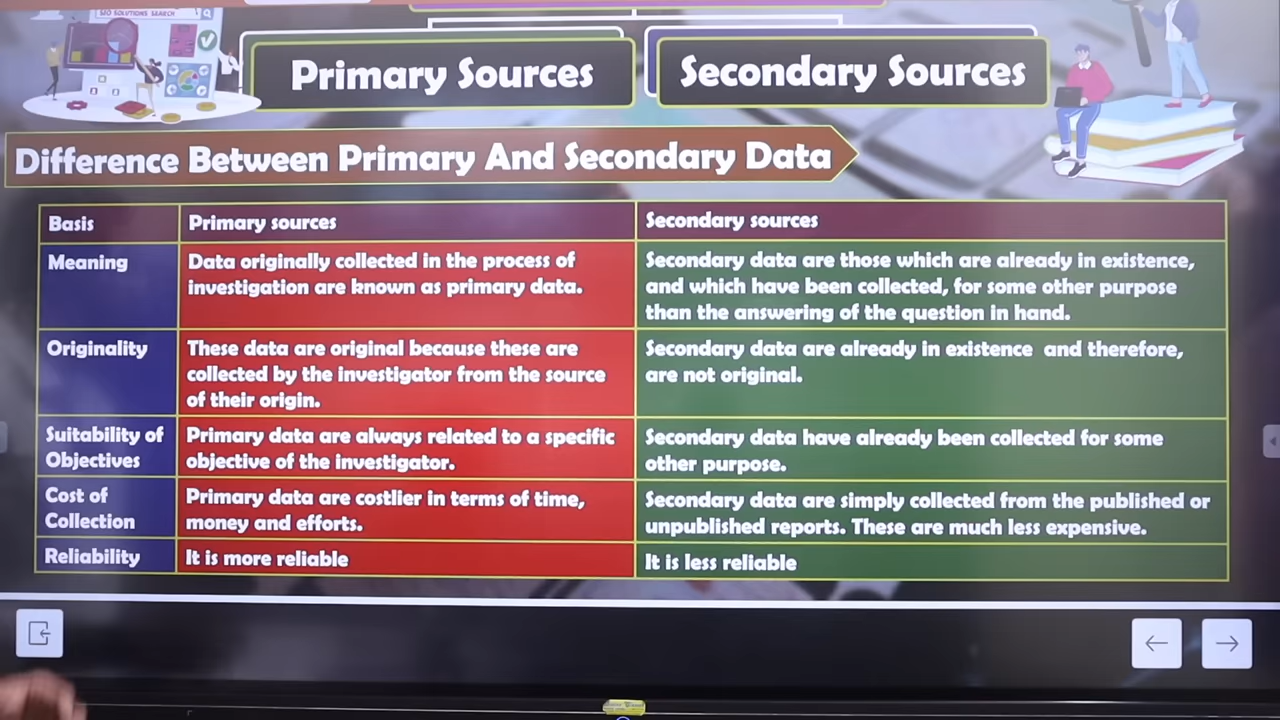 SEO SOLUTIONS SEARCH
Primary Sources
Secondary Sources
Difference Between Primary And Secondary Data
Basis
Primary sources
Secondary sources
Meaning
Data originally collected in the process of
investigation are known as primary data.
Secondary data are those which are already in existence,
and which have been collected, for some other purpose
than the answering of the question in hand.
Originality
These data are original because these are
collected by the investigator from the source
of their origin.
Secondary data are already in existence and therefore,
are not original.
Suitability of
Objectives
Primary data are always related to a specific
objective of the investigator.
Secondary data have already been collected for some
other purpose.
Cost of
Collection
Primary data are costlier in terms of time,
money and efforts.
Secondary data are simply collected from the published or
unpublished reports. These are much less expensive.
Reliability
It is more reliable
It is less reliable